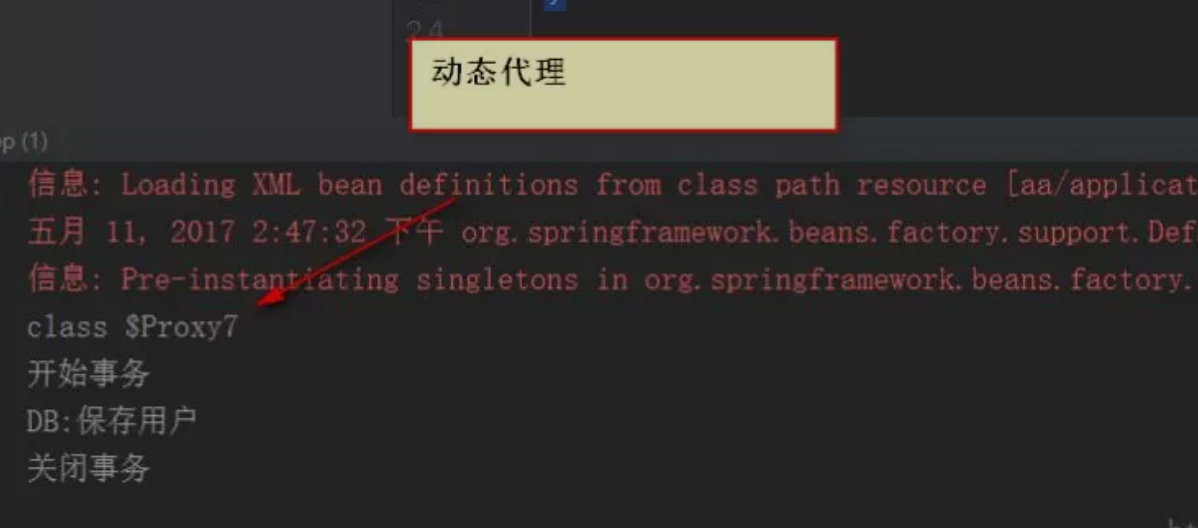 24
动态代理
(1)
信息: Loading XML bean definitions from class path resource [aa/applicat
五月 11, 2017 2:47:32 下午 org.springframework.beans.factory.support.Def
信息: Pre-instantiating singletons in org.springframework.beans.factory.
class $Proxy7
开始事务
DB:保存用户
关闭事务